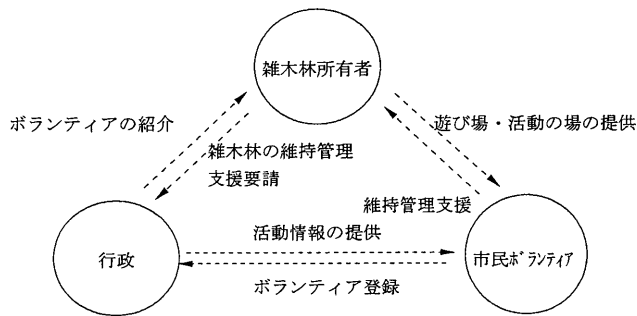 雑木林所有者
ボランティアの紹介
遊び場・活動の場の提供
雑木林の維持管理
支援要請
維持管理支援
活動情報の提供
行政
市民ﾎﾞﾗﾝﾃｨｱ
ボランティア登録